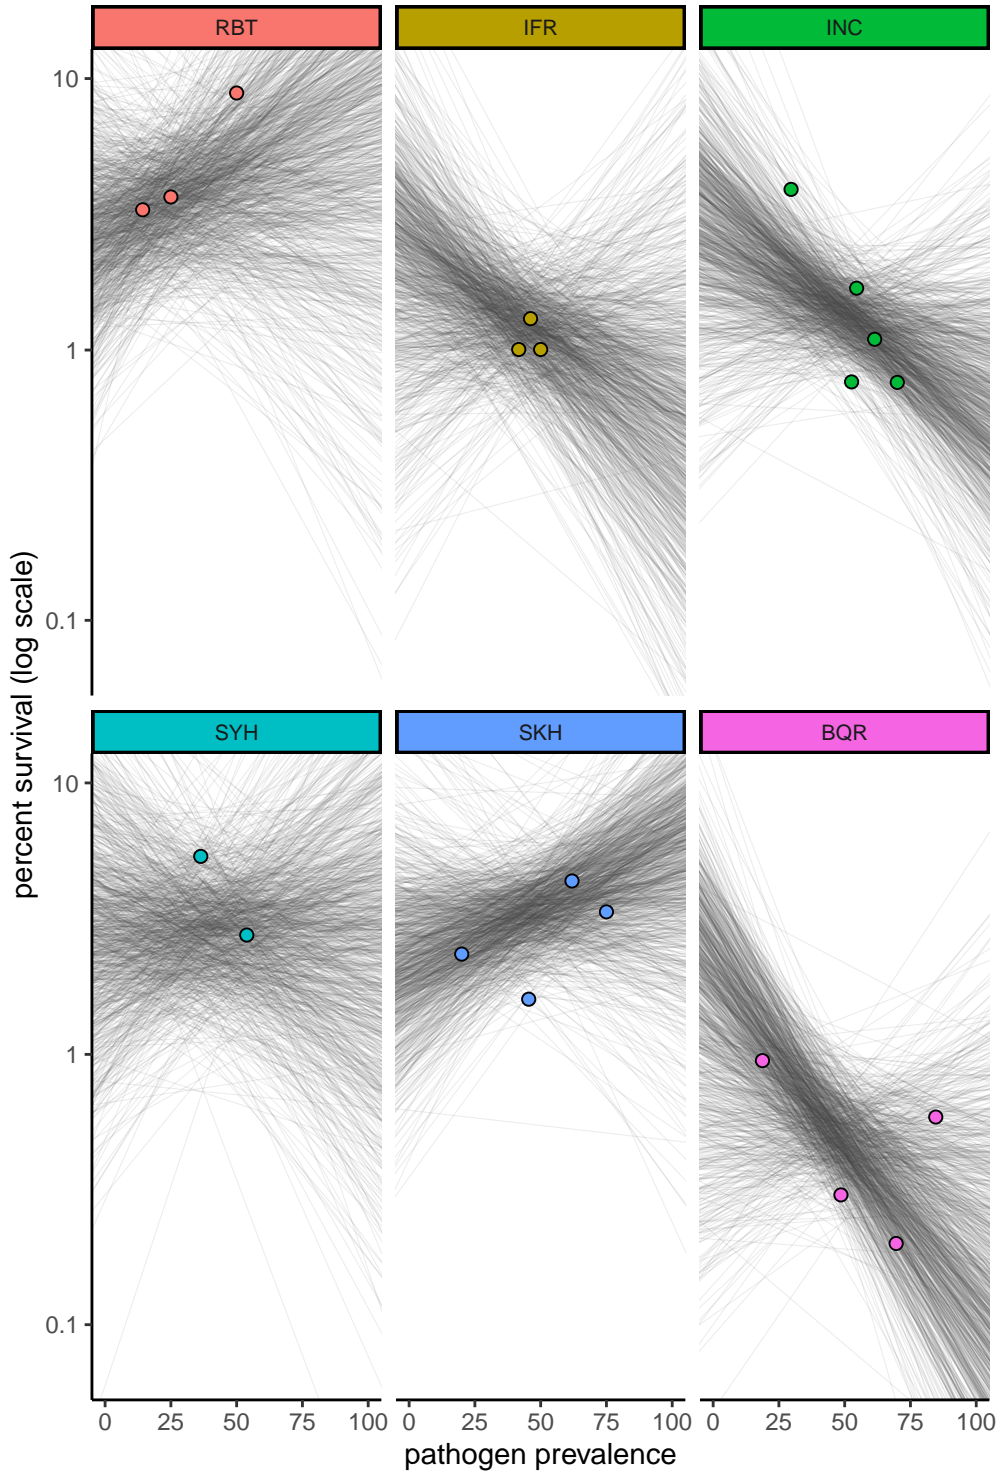 RBT IFR INC
10
1
0.1
SYH SKH BQR
10
1
0.1
0 25 50 75 100 0 25 50 75 100 0 25 50 75 100
pathogen prevalence
percent survival (log scale)